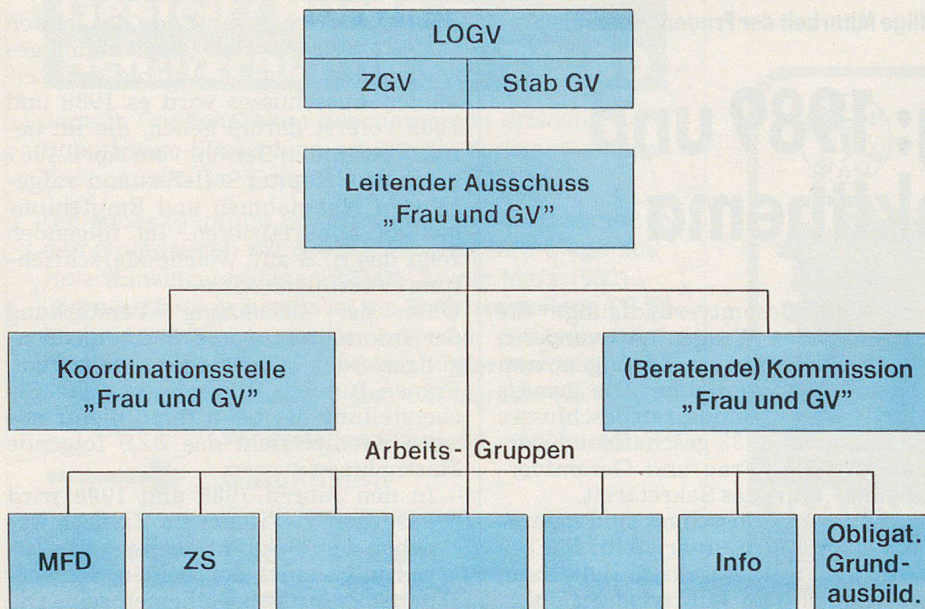 LOGV
ZGV
Stab GV
Leitender Ausschuss
„Frau und GV”
Koordinationsstelle
„Frau und GV”
(Beratende) Kommission
„Frau und GV”
Arbeits-Gruppen
MFD
ZS
Info
Obligat.
Grund-
ausbild.